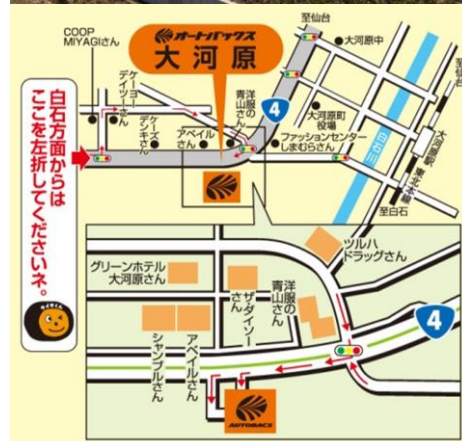 至仙台
COOP
MIYAGIさん
オートバックス
大河原
大河原中
至仙台
ケーヨー
デイツーさん
ケーズ
デンキさん
アベイル
さん
洋服の
青山さん
4
大河原町
役場
ファッションセンター
しまむらさん
白石川
大河原駅
東北本線
至白石
白石方面からは
ここを左折してくださいネ。
グリーンホテル
大河原さん
ザ・ダイソー
さん
洋服の
青山さん
ツルハ
ドラッグさん
シャンブルさん
アベイルさん
4
AUTOBACS